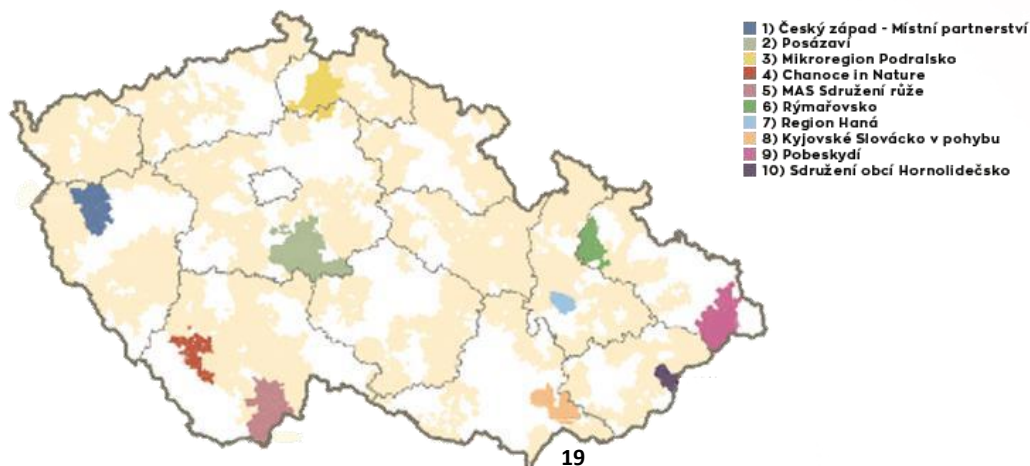 1) Český západ - Místní partnerství
2) Posázaví
3) Mikroregion Podralsko
4) Chanoce in Nature
5) MAS Sdružení růže
6) Rýmařovsko
7) Region Haná
8) Kyjovské Slovácko v pohybu
9) Pobeskydí
10) Sdružení obcí Hornolidečsko
19